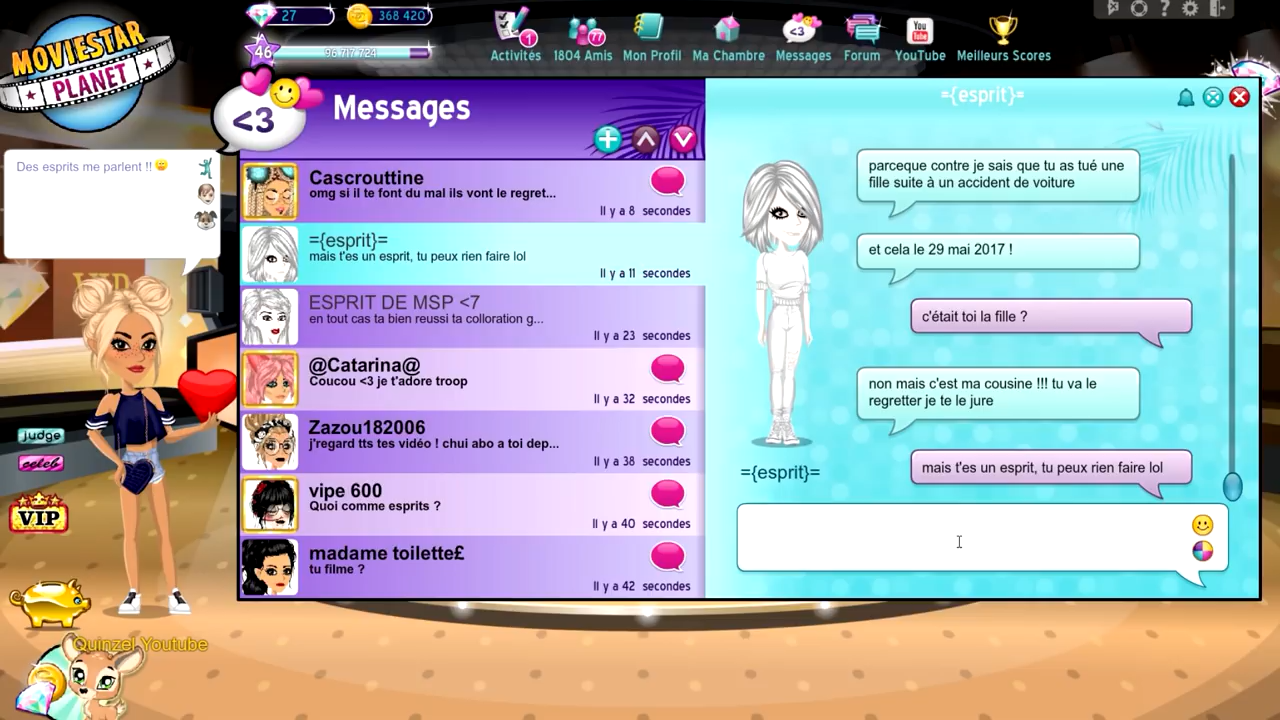 MOVIESTAR
PLANET
27
368 420
46
96.717.724
1
77
Activités
1804 Amis
Mon Profil
Ma Chambre
<3
Messages
Forum
You
Tube
YouTube
Meilleurs Scores
<3
Messages
Des esprits me parlent !!
judge
celeb
VIP
Quinzel Youtube
Cascrouttine
omg si il te font du mal ils vont le regret...
Il y a 8 secondes
={esprit}=
mais t'es un esprit, tu peux rien faire lol
Il y a 11 secondes
ESPRIT DE MSP <7
en tout cas ta bien reussi ta colloration g...
Il y a 23 secondes
@Catarina@
Coucou <3 je t'adore troop
Il y a 32 secondes
Zazou182006
j'regard tts tes vidéo ! chui abo a toi dep...
Il y a 38 secondes
vipe 600
Quoi comme esprits ?
Il y a 40 secondes
madame toilette£
tu filme ?
Il y a 42 secondes
={esprit}=
parceque contre je sais que tu as tué une
fille suite à un accident de voiture
et cela le 29 mai 2017 !
c'était toi la fille ?
non mais c'est ma cousine !!! tu va le
regretter je te le jure
mais t'es un esprit, tu peux rien faire lol
={esprit}=